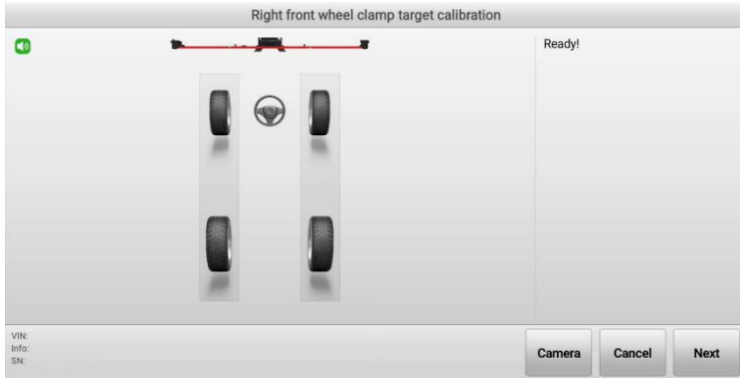 Right front wheel clamp target calibration
Ready!
VIN:
Info:
SN:
Camera
Cancel
Next